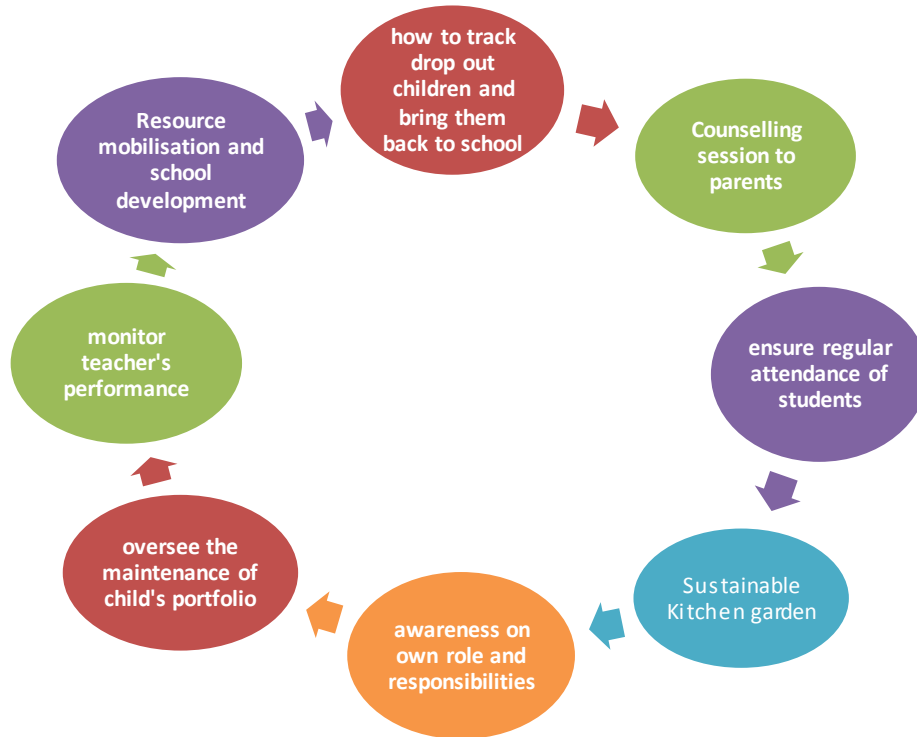 how to track
drop out
children and
bring them
back to school
Counselling
session to
parents
ensure regular
attendance of
students
Sustainable
Kitchen garden
awareness on
own role and
responsibilities
oversee the
maintenance of
child's portfolio
monitor
teacher's
performance
Resource
mobilisation and
school
development